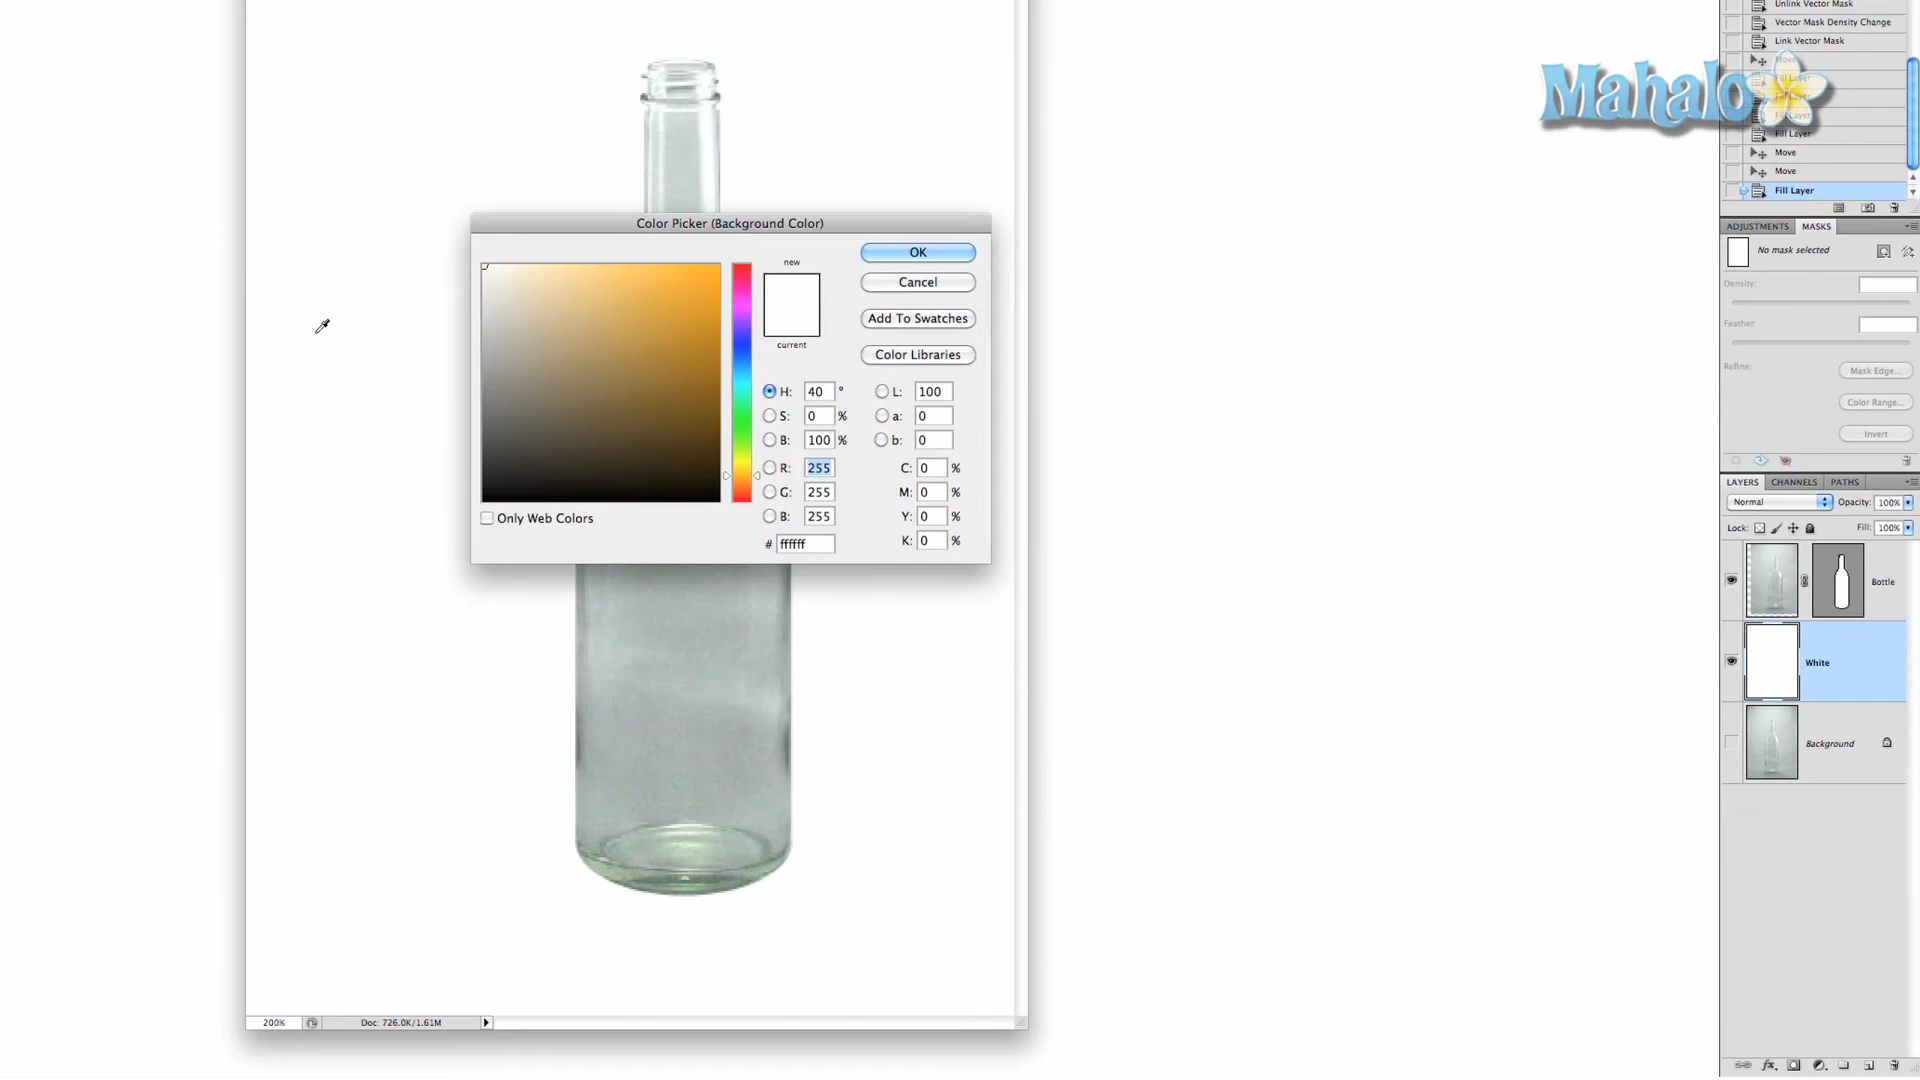 Unlink Vector Mask
Vector Mask Density Change
Link Vector Mask
Move
Fill Layer
Fill Layer
Fill Layer
Fill Layer
Move
Move
Fill Layer
Mahalo
ADJUSTMENTS MASKS
No mask selected
Density:
Feather:
Refine:
Mask Edge...
Color Range...
Invert
LAYERS CHANNELS PATHS
Normal Opacity: 100%
Lock: Fill: 100%
Bottle
White
Background
fx
Color Picker (Background Color)
new
current
OK
Cancel
Add To Swatches
Color Libraries
H: 40 ° L: 100
S: 0 % a: 0
B: 100 % b: 0
R: 255 C: 0 %
G: 255 M: 0 %
B: 255 Y: 0 %
# ffffff K: 0 %
Only Web Colors
200% Doc: 726.0K/1.61M